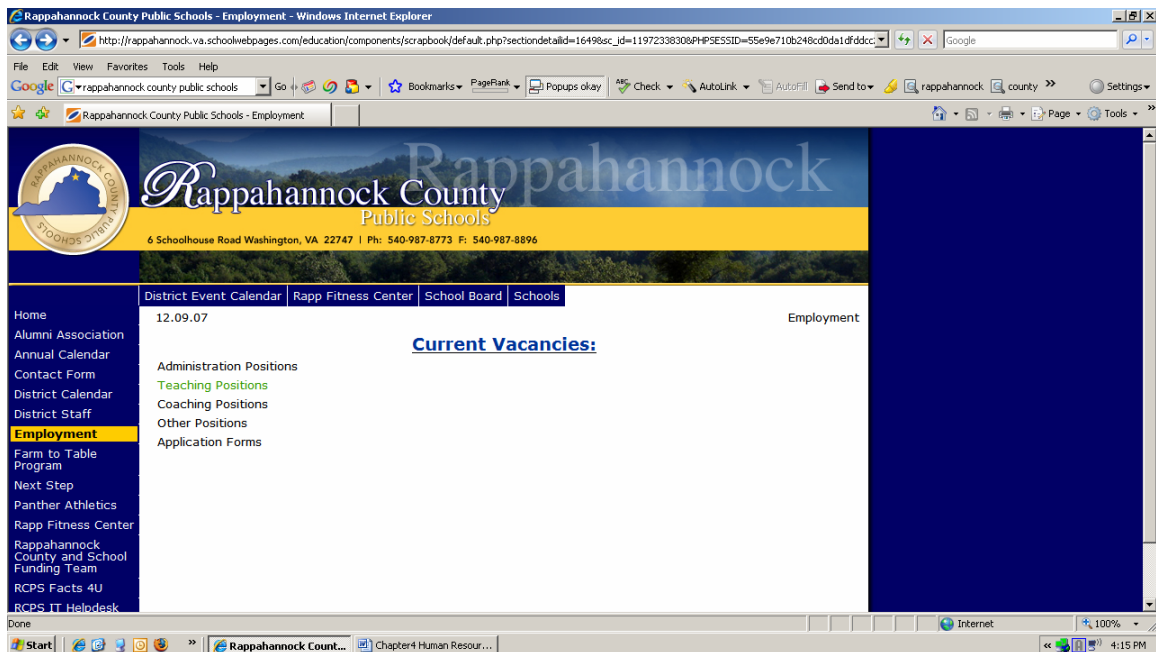 Rappahannock County Public Schools - Employment - Windows Internet Explorer
http://rappahannock.va.schoolwebpages.com/education/components/scrapbook/default.php?sectiondetailid=1649&sc_id=1197233830&PHPSESSID=55e9e710b248cd0da1dfddcc
Google
File Edit View Favorites Tools Help
Google rappahannock county public schools Go Bookmarks PageRank Popups okay Check AutoLink AutoFill Send to rappahannock county Settings
Rappahannock County Public Schools - Employment Page Tools
RAPPAHANNOCK COUNTY PUBLIC SCHOOLS
Rappahannock
Rappahannock County
Public Schools
6 Schoolhouse Road Washington, VA 22747 | Ph: 540-987-8773 F: 540-987-8896
District Event Calendar Rapp Fitness Center School Board Schools
Home
Alumni Association
Annual Calendar
Contact Form
District Calendar
District Staff
Employment
Farm to Table
Program
Next Step
Panther Athletics
Rapp Fitness Center
Rappahannock
County and School
Funding Team
RCPS Facts 4U
RCPS IT Helpdesk
12.09.07 Employment
Current Vacancies:
Administration Positions
Teaching Positions
Coaching Positions
Other Positions
Application Forms
Done Internet 100%
Start Rappahannock Count... Chapter4 Human Resour... 4:15 PM